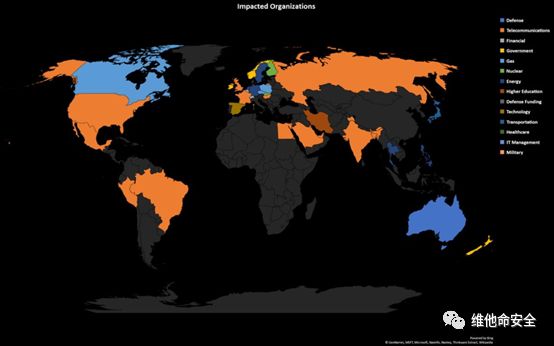 Impacted Organizations
Defense
Telecommunications
Financial
Government
Gas
Nuclear
Energy
Higher Education
Defense Funding
Technology
Transportation
Healthcare
IT Management
Military
维他命安全
Powered by Bing
© GeoNames, MSFT, Microsoft, NavInfo, Navteq, Thinkware Extract, Wikipedia